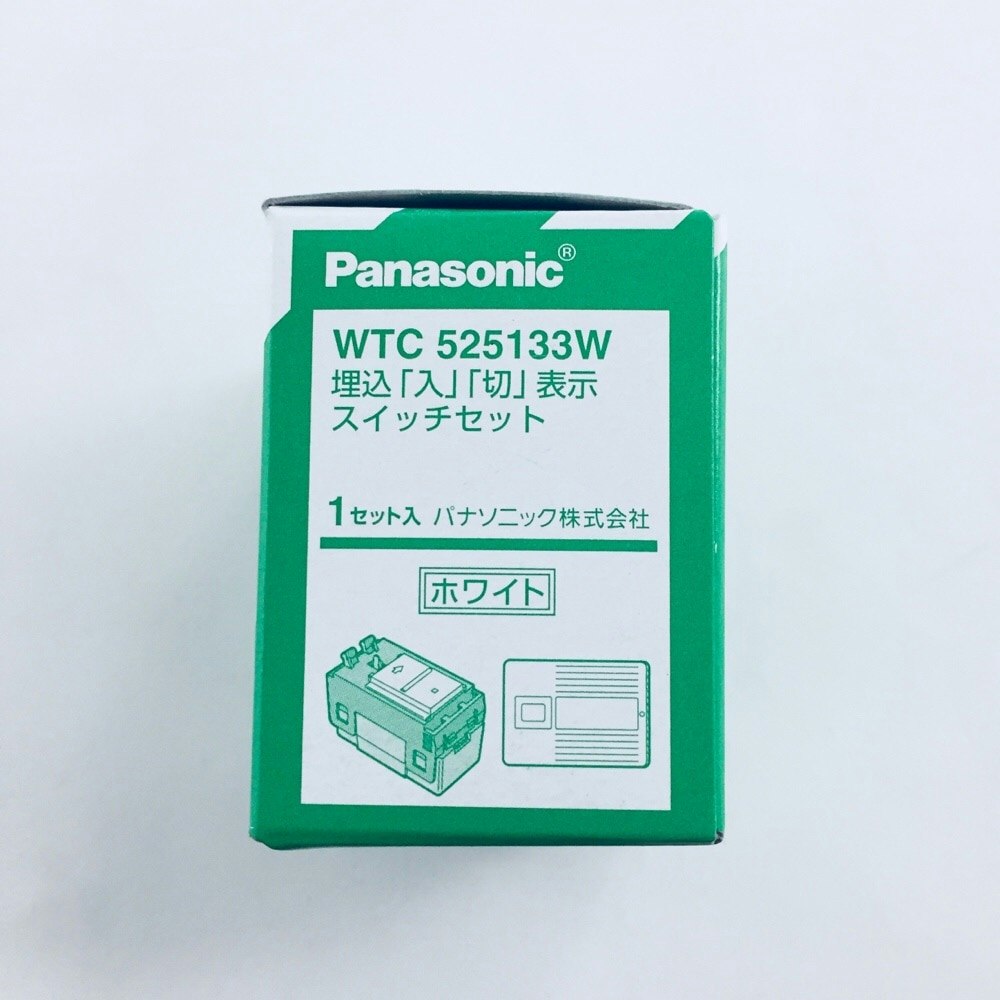 Panasonic®
WTC 525133W
埋込「入」「切」表示
スイッチセット
1セット入 パナソニック株式会社
ホワイト